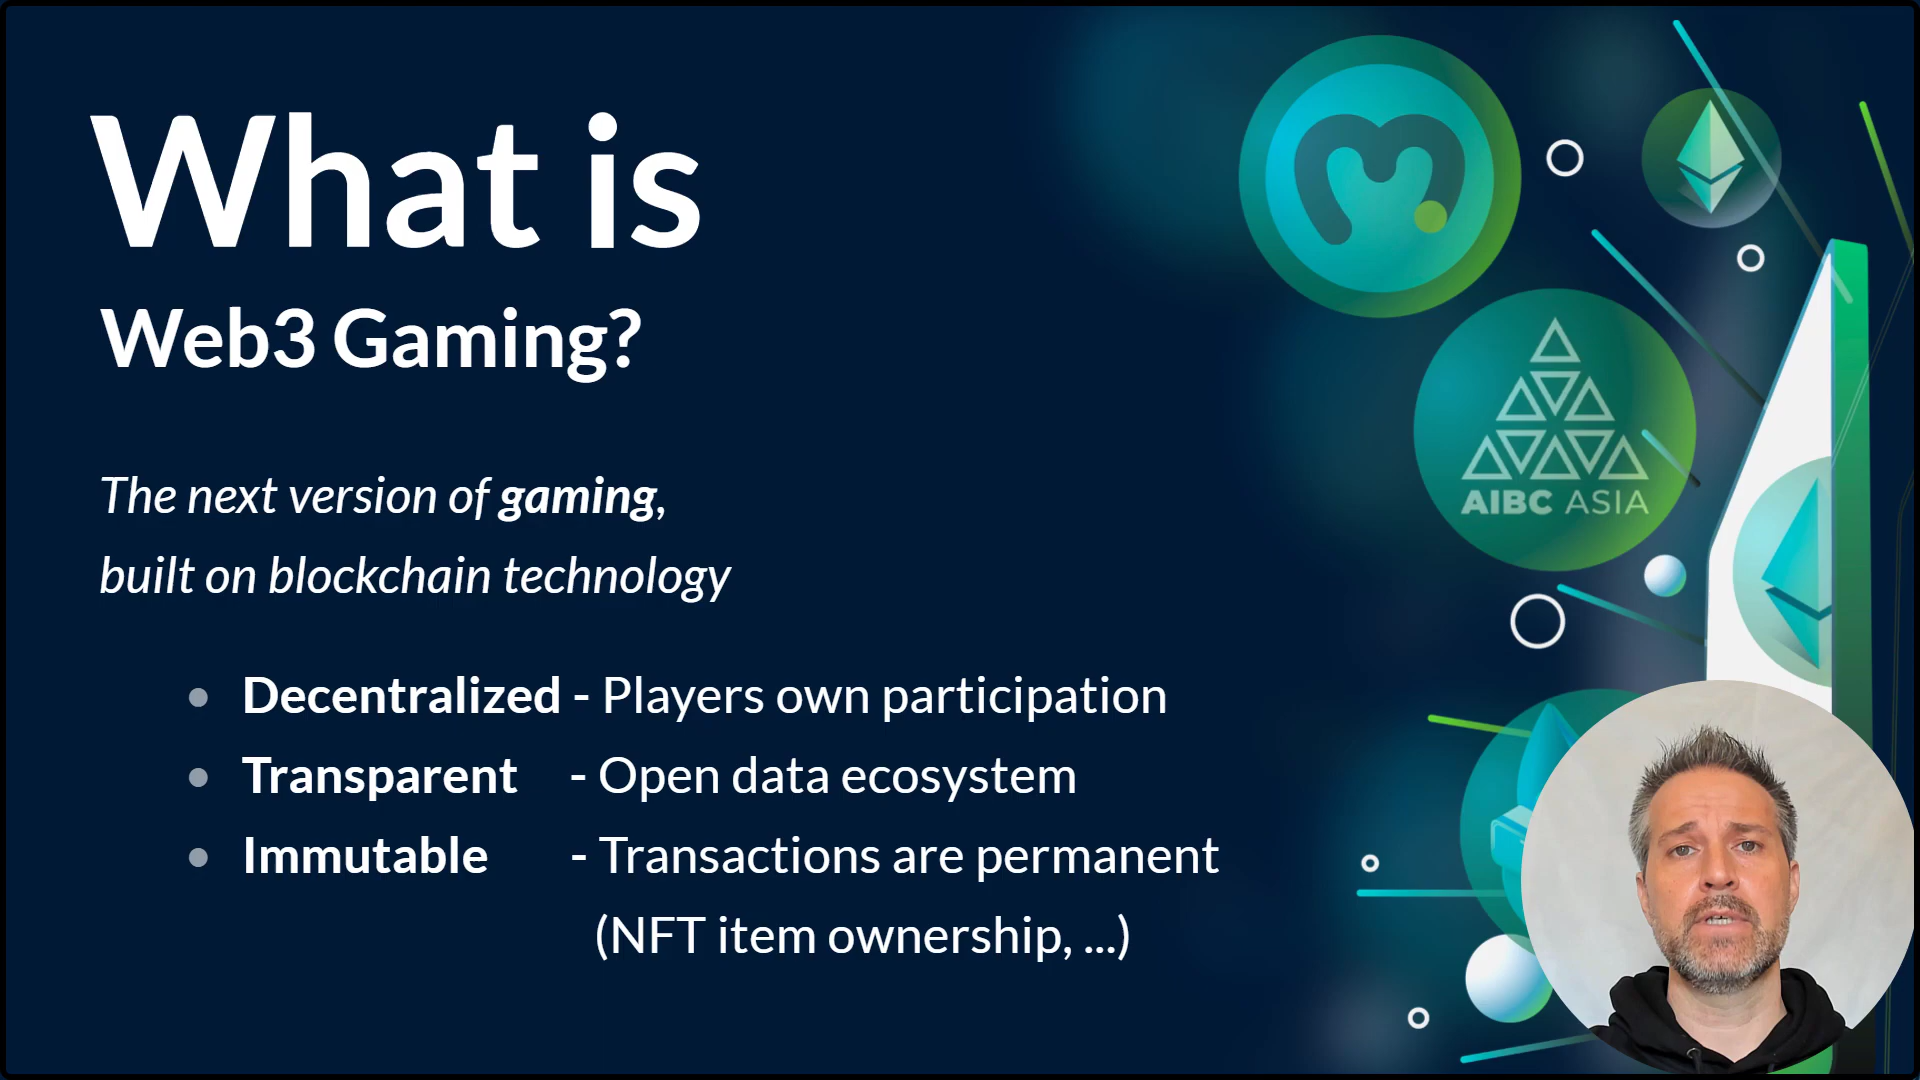 What is
Web3 Gaming?
The next version of gaming,
built on blockchain technology
Decentralized - Players own participation
Transparent - Open data ecosystem
Immutable - Transactions are permanent
(NFT item ownership, ...)
AIBC ASIA